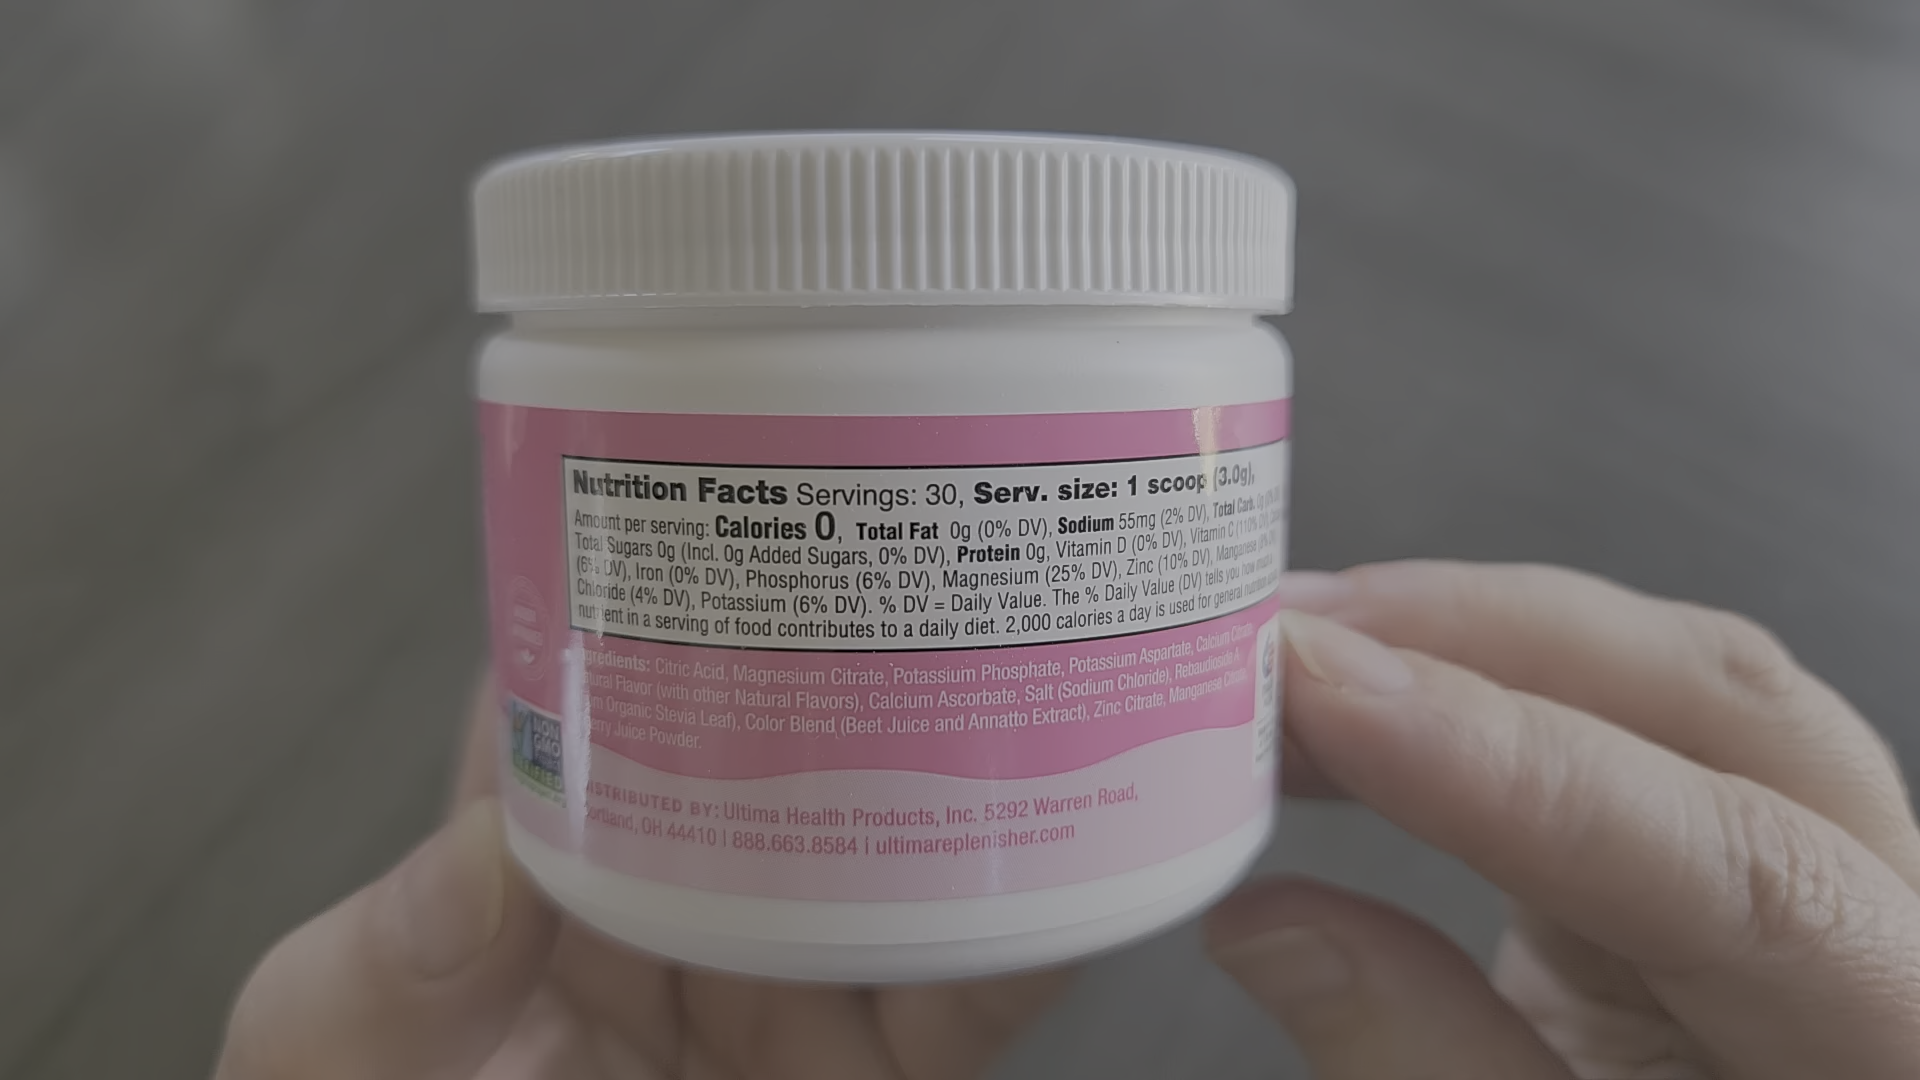 Nutrition Facts Servings: 30, Serv. size: 1 scoop (3.0g),
Amount per serving: Calories 0, Total Fat 0g (0% DV), Sodium 55mg (2% DV), Total Carb. 0g
Total Sugars 0g (Incl. 0g Added Sugars, 0% DV), Protein 0g, Vitamin D (0% DV), Vitamin C (110% DV),
(6% DV), Iron (0% DV), Phosphorus (6% DV), Magnesium (25% DV), Zinc (10% DV), Manganese
Chloride (4% DV), Potassium (6% DV). % DV = Daily Value. The % Daily Value (DV) tells you how much a
nutrient in a serving of food contributes to a daily diet. 2,000 calories a day is used for general nutrition
Ingredients: Citric Acid, Magnesium Citrate, Potassium Phosphate, Potassium Aspartate, Calcium Citrate,
Natural Flavor (with other Natural Flavors), Calcium Ascorbate, Salt (Sodium Chloride), Rebaudioside A
Organic Stevia Leaf), Color Blend (Beet Juice and Annatto Extract), Zinc Citrate, Manganese Citrate,
Juice Powder.
NON
GMO
VERIFIED
DISTRIBUTED BY: Ultima Health Products, Inc. 5292 Warren Road,
Cortland, OH 44410 | 888.663.8584 | ultimareplenisher.com